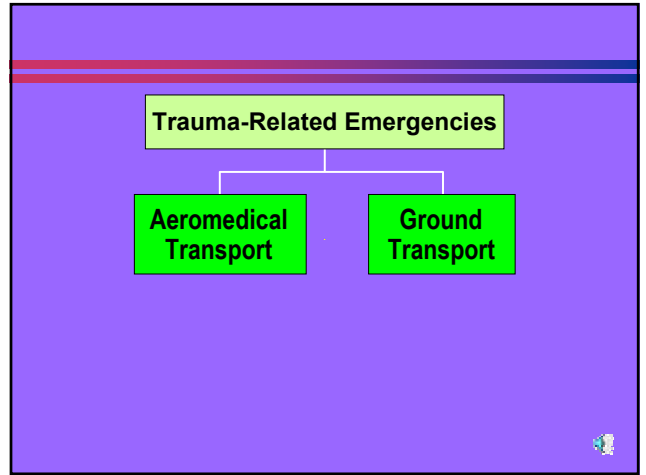 Trauma-Related Emergencies
Aeromedical
Transport
Ground
Transport